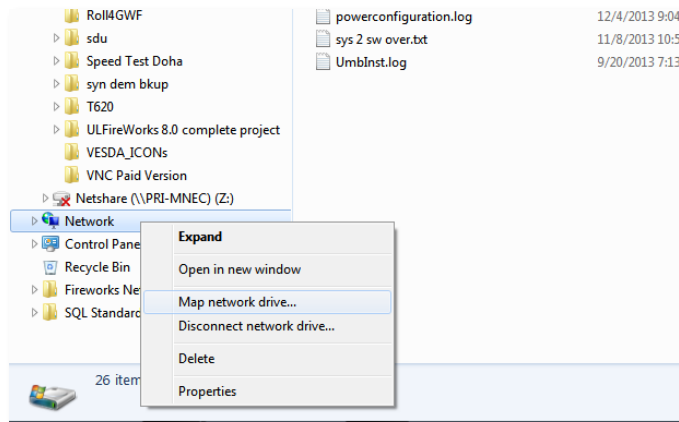 Roll4GWF
sdu
Speed Test Doha
syn dem bkup
T620
ULFireWorks 8.0 complete project
VESDA_ICONs
VNC Paid Version
Netshare (\\PRI-MNEC) (Z:)
Network
Control Pane
Recycle Bin
Fireworks Ne
SQL Standard
powerconfiguration.log 12/4/2013 9:04
sys 2 sw over.txt 11/8/2013 10:5
UmbInst.log 9/20/2013 7:13
Expand
Open in new window
Map network drive...
Disconnect network drive...
Delete
Properties
26 item